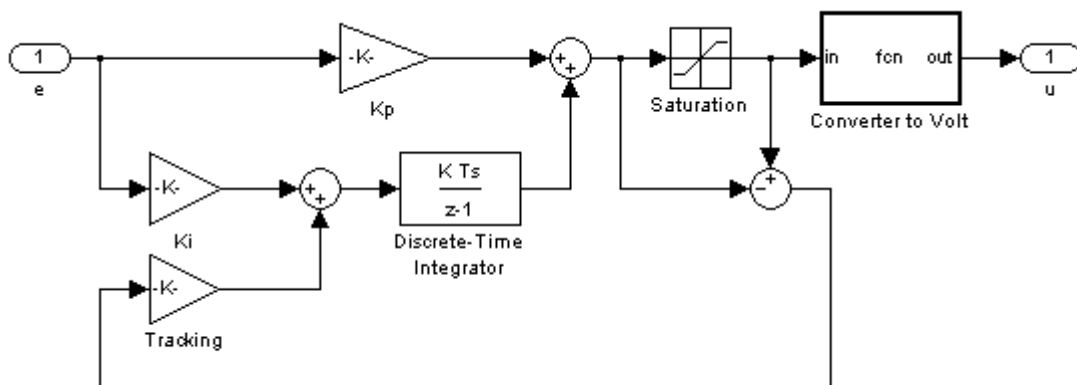 1
e
-K-
Kp
+
+
Saturation
in fcn out
Converter to Volt
1
u
-K-
Ki
+
+
K Ts
z-1
Discrete-Time
Integrator
+
-
-K-
Tracking